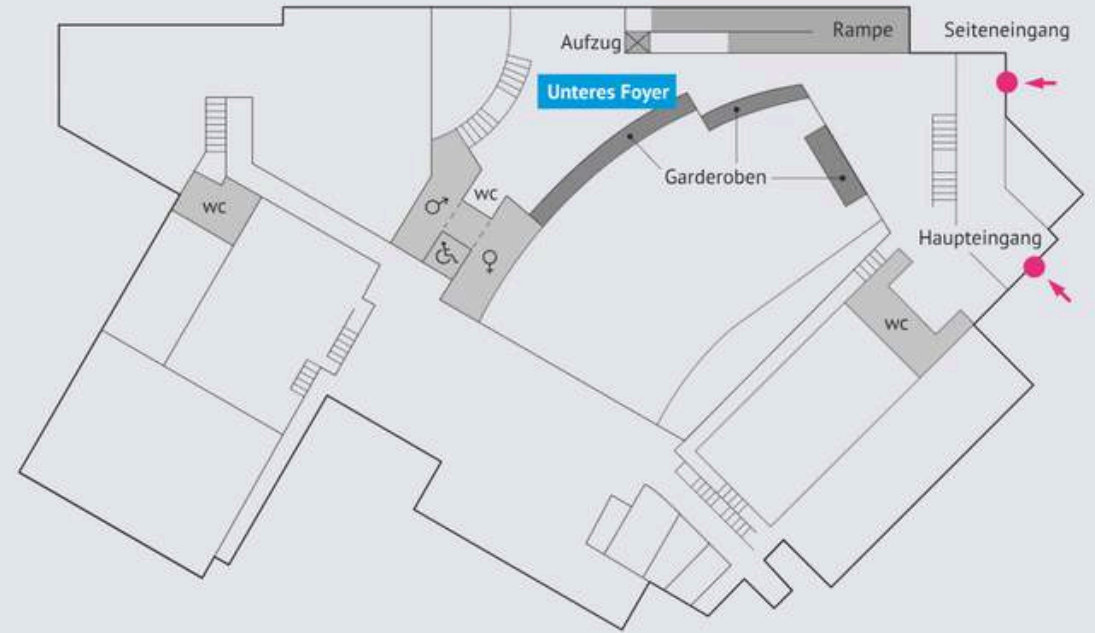 Rampe
Seiteneingang
Aufzug
Unteres Foyer
Garderoben
WC
WC
Haupteingang
WC